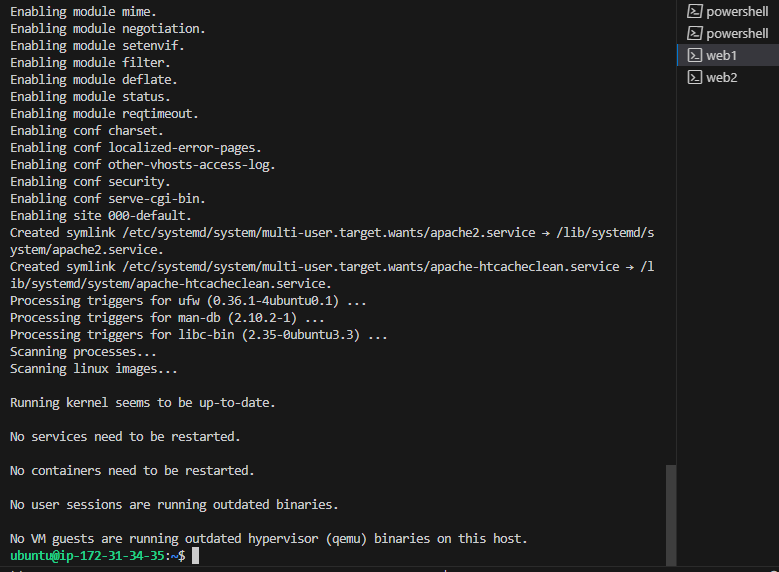 Enabling module mime.
Enabling module negotiation.
Enabling module setenvif.
Enabling module filter.
Enabling module deflate.
Enabling module status.
Enabling module reqtimeout.
Enabling conf charset.
Enabling conf localized-error-pages.
Enabling conf other-vhosts-access-log.
Enabling conf security.
Enabling conf serve-cgi-bin.
Enabling site 000-default.
Created symlink /etc/systemd/system/multi-user.target.wants/apache2.service → /lib/systemd/s
ystem/apache2.service.
Created symlink /etc/systemd/system/multi-user.target.wants/apache-htcacheclean.service → /l
ib/systemd/system/apache-htcacheclean.service.
Processing triggers for ufw (0.36.1-4ubuntu0.1) ...
Processing triggers for man-db (2.10.2-1) ...
Processing triggers for libc-bin (2.35-0ubuntu3.3) ...
Scanning processes...
Scanning linux images...
Running kernel seems to be up-to-date.
No services need to be restarted.
No containers need to be restarted.
No user sessions are running outdated binaries.
No VM guests are running outdated hypervisor (qemu) binaries on this host.
ubuntu@ip-172-31-34-35:~$
powershell
powershell
web1
web2